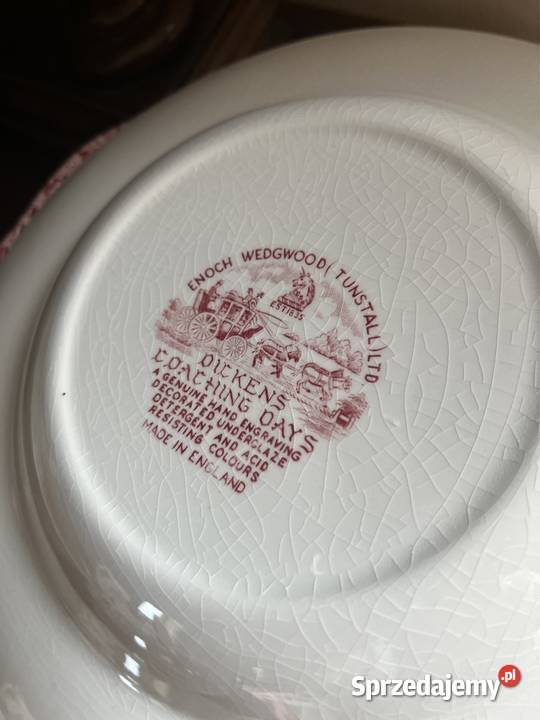 ENOCH WEDGWOOD (TUNSTALL) LTD
EST 1835
DICKENS
COACHING DAYS
A GENUINE HAND ENGRAVING
DECORATED UNDERGLAZE
DETERGENT AND ACID
RESISTING COLOURS
MADE IN ENGLAND
Sprzedajemy.pl